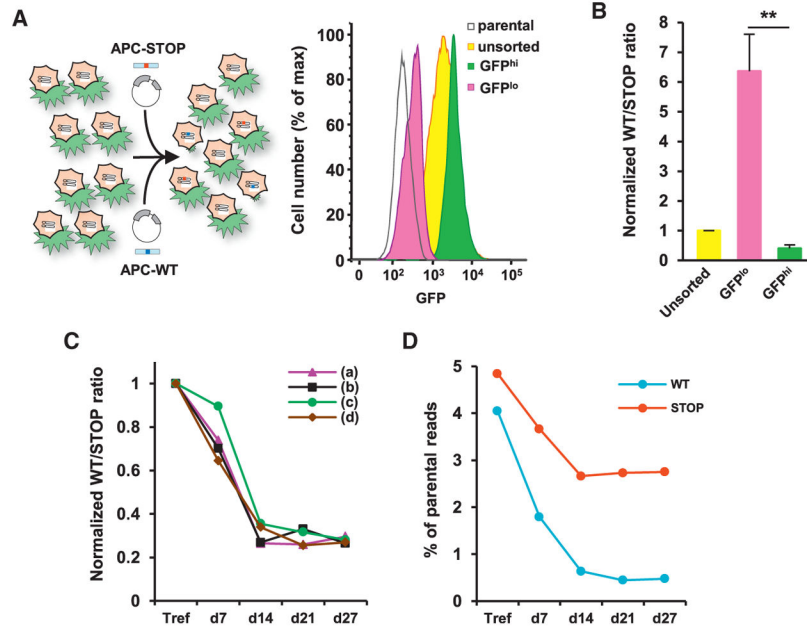 A
APC-STOP
APC-WT
parental
unsorted
GFPhi
GFPlo
Cell number (% of max)
100
80
60
40
20
0
0 10² 10³ 10⁴ 10⁵
GFP
B
**
Normalized WT/STOP ratio
8
7
6
5
4
3
2
1
0
Unsorted GFPlo GFPhi
C
(a)
(b)
(c)
(d)
Normalized WT/STOP ratio
1
0.8
0.6
0.4
0.2
0
Tref d7 d14 d21 d27
D
WT
STOP
% of parental reads
5
4
3
2
1
0
Tref d7 d14 d21 d27